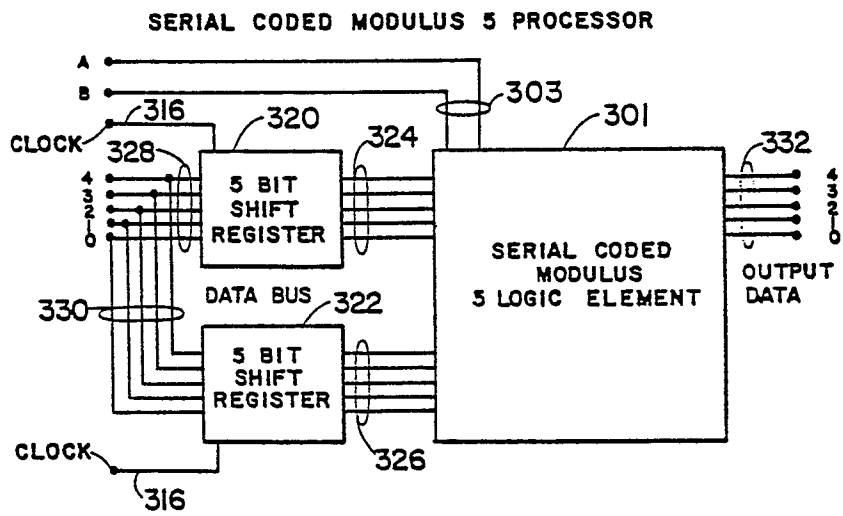 SERIAL CODED MODULUS 5 PROCESSOR
A
B
303
316
320
324
301
332
CLOCK
328
4
3
2
1
0
5 BIT
SHIFT
REGISTER
SERIAL CODED
MODULUS
5 LOGIC ELEMENT
4
3
2
1
0
OUTPUT
DATA
330
DATA BUS
322
5 BIT
SHIFT
REGISTER
326
CLOCK
316